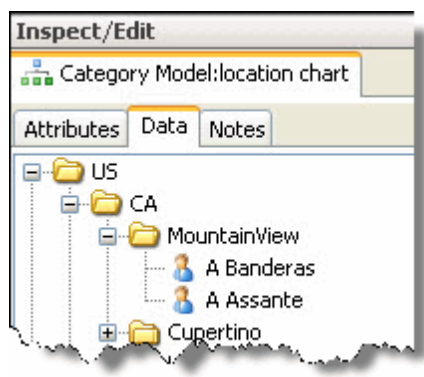 Inspect/Edit
Category Model:location chart
Attributes Data Notes
US
CA
MountainView
A Banderas
A Assante
Cupertino